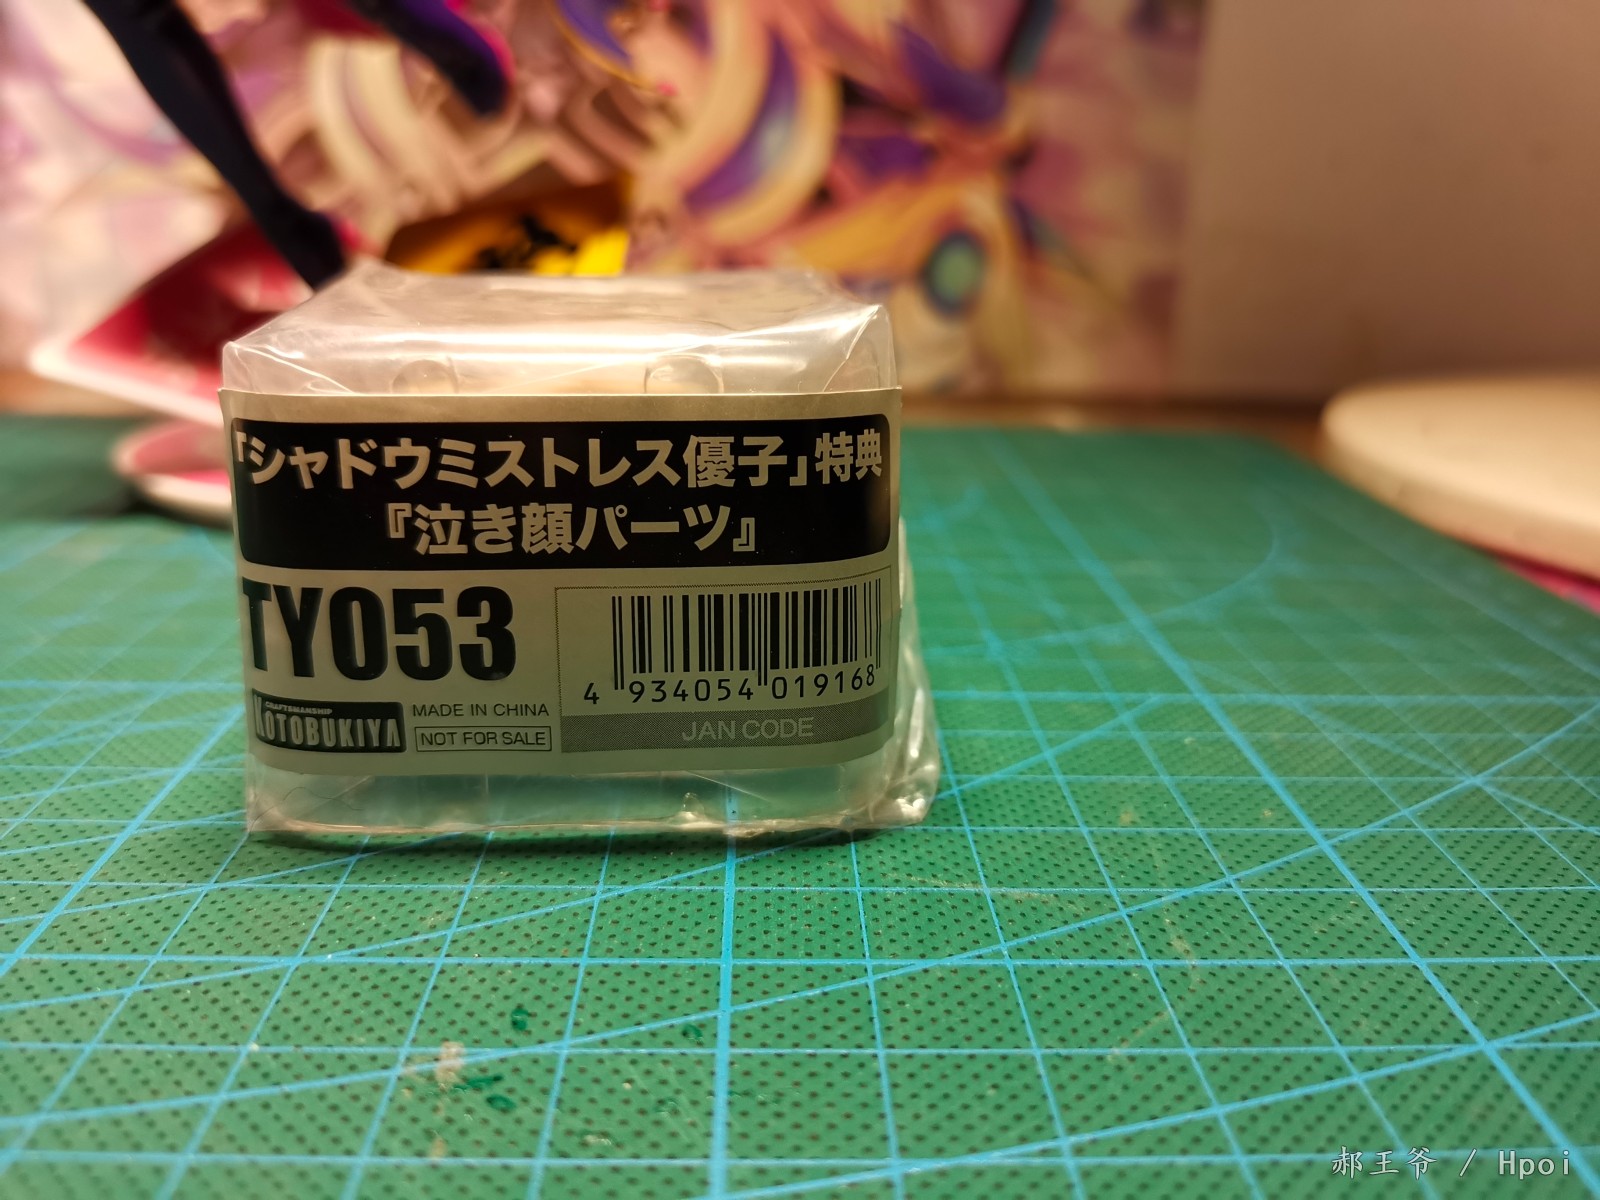 「シャドウミストレス優子」特典
『泣き顔パーツ』
TY053
CRAFTSMANSHIP
KOTOBUKIYA
MADE IN CHINA
NOT FOR SALE
4 934054 019168
JAN CODE
郝王爷 / Hpoi